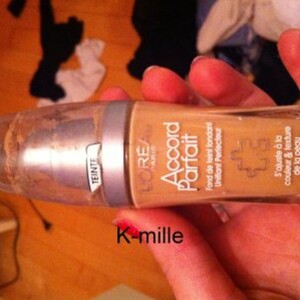 TEINTE
L'ORÉAL
PARIS
Accord
Parfait
Fond de teint fondant
Unifiant Perfecteur
S'ajuste à la
couleur & texture
de la peau
K-mille